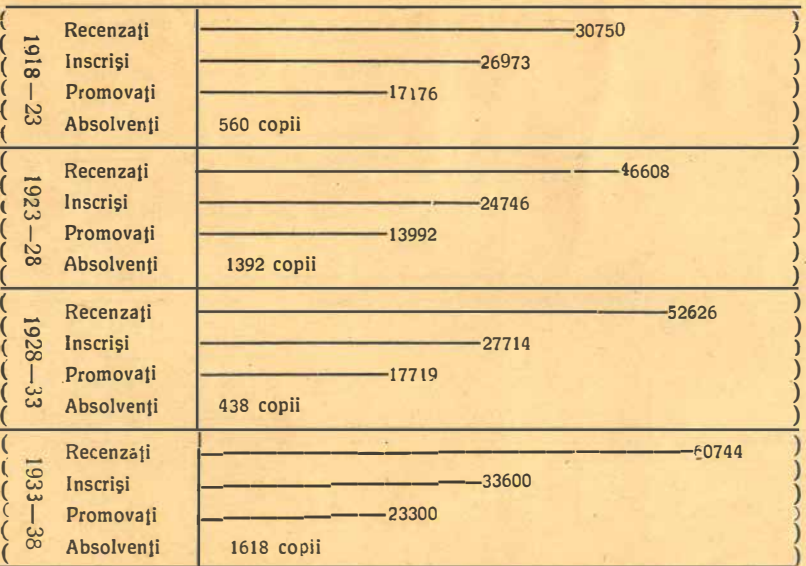 1918—23
Recenzați 30750
Inscriși 26973
Promovați 17176
Absolvenți 560 copii
1923—28
Recenzați 46608
Inscriși 24746
Promovați 13992
Absolvenți 1392 copii
1928—33
Recenzați 52626
Inscriși 27714
Promovați 17719
Absolvenți 438 copii
1933—38
Recenzați 60744
Inscriși 33600
Promovați 23300
Absolvenți 1618 copii